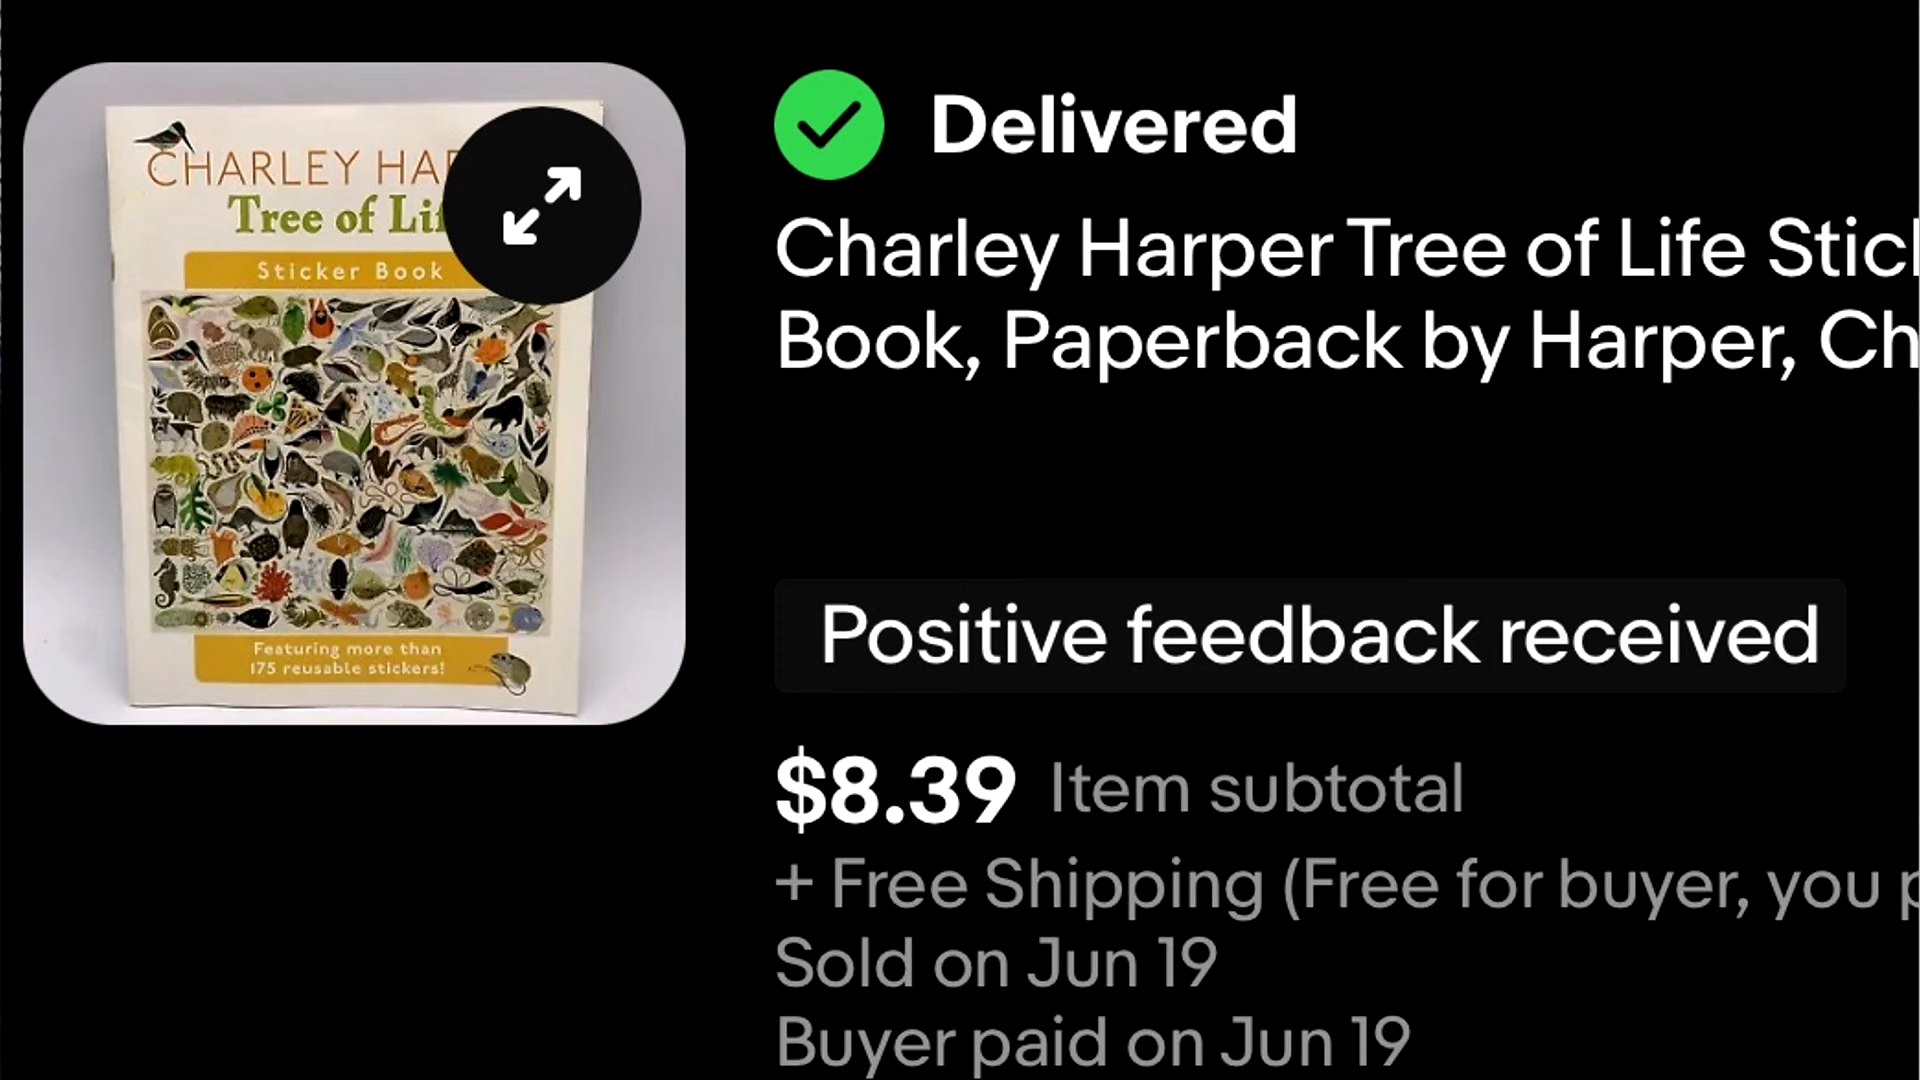 CHARLEY HAR
Tree of Lif
Sticker Book
Featuring more than
175 reusable stickers!
Delivered
Charley Harper Tree of Life Stic
Book, Paperback by Harper, Ch
Positive feedback received
$8.39 Item subtotal
+ Free Shipping (Free for buyer, you p
Sold on Jun 19
Buyer paid on Jun 19